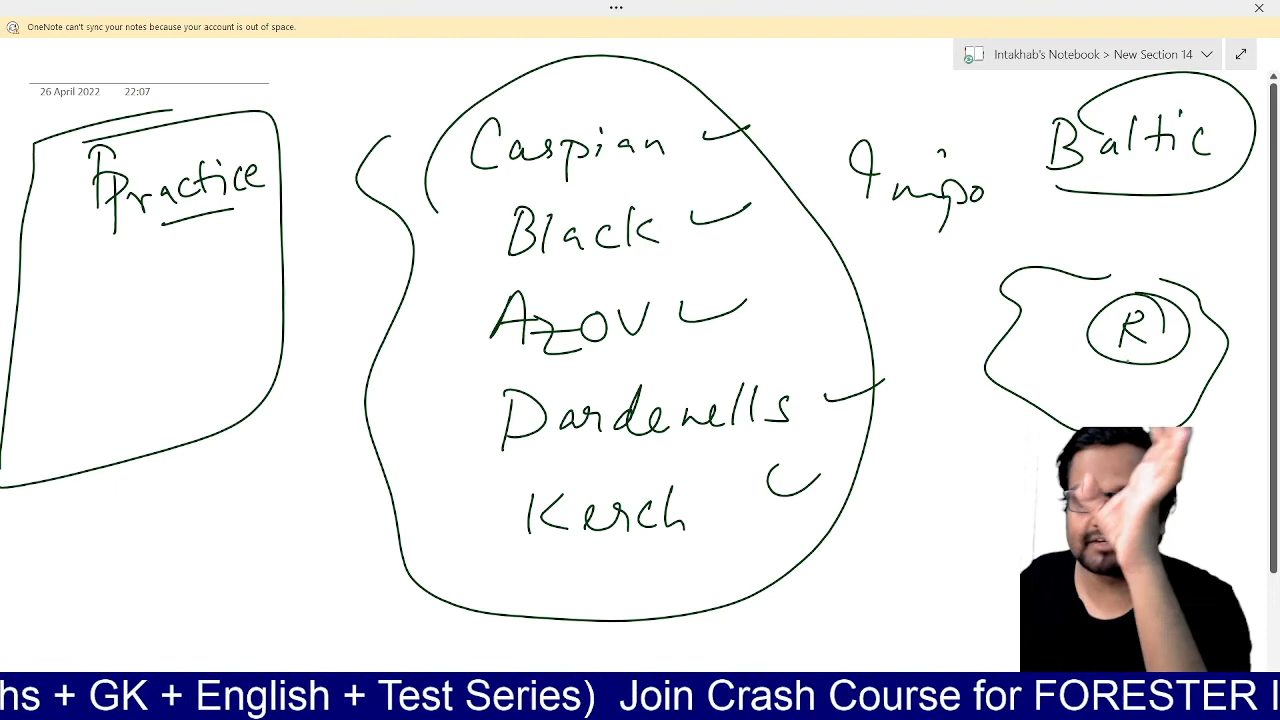 OneNote can't sync your notes because your account is out of space.
Intakhab's Notebook > New Section 14
26 April 2022 22:07
Practice
Caspian
Black
Azov
Dardenells
Kerch
Impo
Baltic
R
hs + GK + English + Test Series) Join Crash Course for FORESTER I